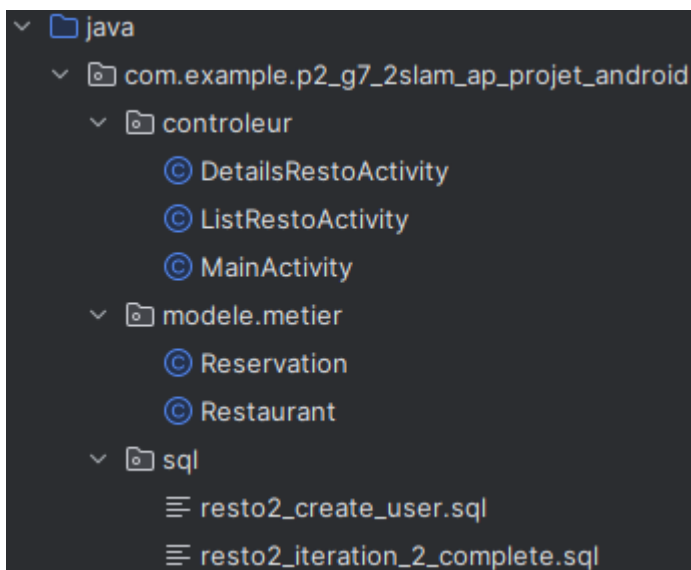 java
com.example.p2_g7_2slam_ap_projet_android
controleur
DetailsRestoActivity
ListRestoActivity
MainActivity
modele.metier
Reservation
Restaurant
sql
resto2_create_user.sql
resto2_iteration_2_complete.sql